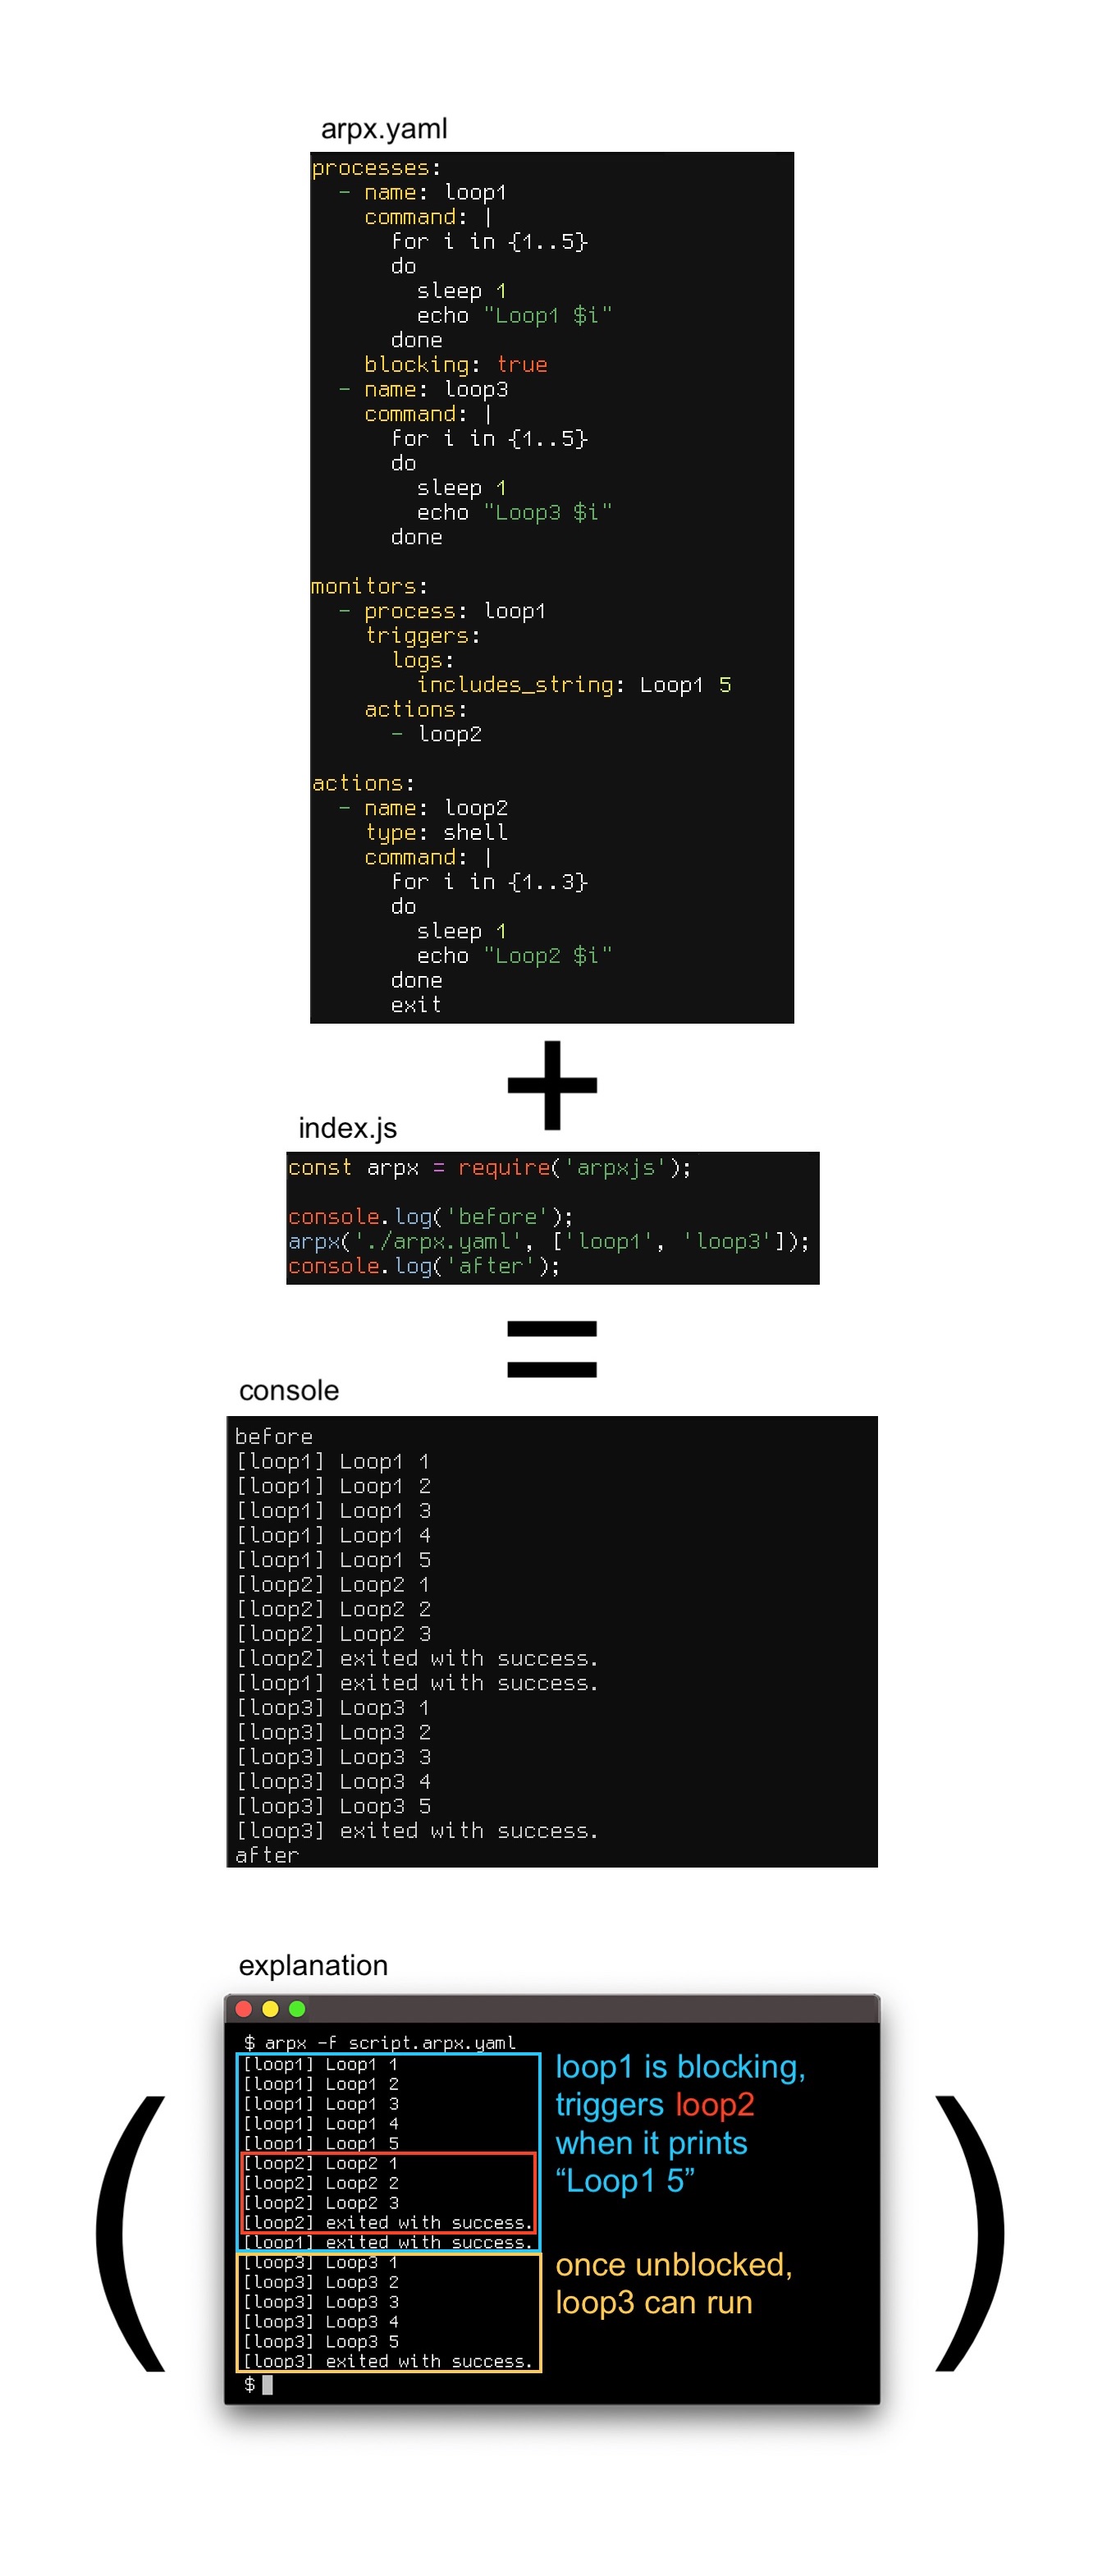 arpx.yaml
processes:
  - name: loop1
    command: |
      for i in {1..5}
      do
        sleep 1
        echo "Loop1 $i"
      done
    blocking: true
  - name: loop3
    command: |
      for i in {1..5}
      do
        sleep 1
        echo "Loop3 $i"
      done

monitors:
  - process: loop1
    triggers:
      logs:
        includes_string: Loop1 5
    actions:
      - loop2

actions:
  - name: loop2
    type: shell
    command: |
      for i in {1..3}
      do
        sleep 1
        echo "Loop2 $i"
      done
      exit
+
index.js
const arpx = require('arpxjs');

console.log('before');
arpx('./arpx.yaml', ['loop1', 'loop3']);
console.log('after');
=
console
before
[loop1] Loop1 1
[loop1] Loop1 2
[loop1] Loop1 3
[loop1] Loop1 4
[loop1] Loop1 5
[loop2] Loop2 1
[loop2] Loop2 2
[loop2] Loop2 3
[loop2] exited with success.
[loop1] exited with success.
[loop3] Loop3 1
[loop3] Loop3 2
[loop3] Loop3 3
[loop3] Loop3 4
[loop3] Loop3 5
[loop3] exited with success.
after
explanation
(
$ arpx -f script.arpx.yaml
[loop1] Loop1 1
[loop1] Loop1 2
[loop1] Loop1 3
[loop1] Loop1 4
[loop1] Loop1 5
[loop2] Loop2 1
[loop2] Loop2 2
[loop2] Loop2 3
[loop2] exited with success.
[loop1] exited with success.
[loop3] Loop3 1
[loop3] Loop3 2
[loop3] Loop3 3
[loop3] Loop3 4
[loop3] Loop3 5
[loop3] exited with success.
$
loop1 is blocking,
triggers loop2
when it prints
“Loop1 5”
once unblocked,
loop3 can run
)